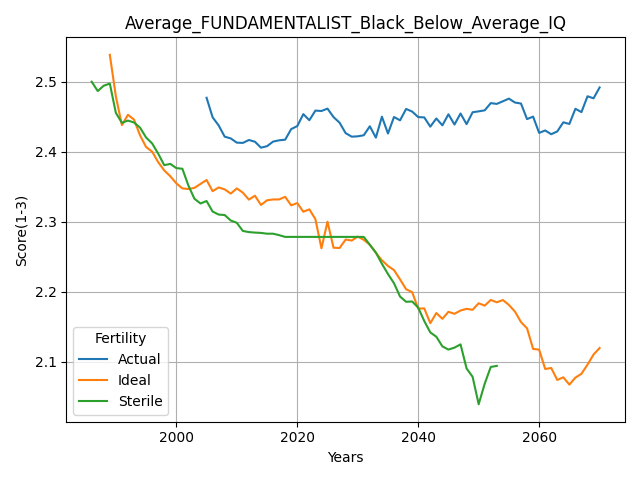 Average_FUNDAMENTALIST_Black_Below_Average_IQ
2.5
2.4
2.3
2.2
2.1
Score(1-3)
Fertility
Actual
Ideal
Sterile
2000 2020 2040 2060
Years